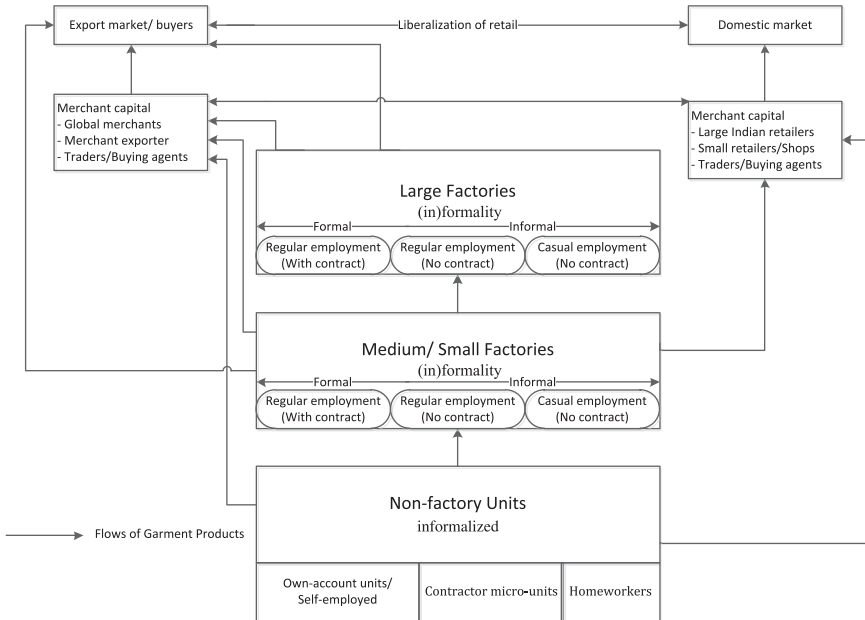 Export market/ buyers
Liberalization of retail
Domestic market
Merchant capital
- Global merchants
- Merchant exporter
- Traders/Buying agents
Merchant capital
- Large Indian retailers
- Small retailers/Shops
- Traders/Buying agents
Large Factories
(in)formality
Formal
Informal
Regular employment
(With contract)
Regular employment
(No contract)
Casual employment
(No contract)
Medium/ Small Factories
(in)formality
Formal
Informal
Regular employment
(With contract)
Regular employment
(No contract)
Casual employment
(No contract)
Non-factory Units
informalized
Flows of Garment Products
Own-account units/
Self-employed
Contractor micro-units
Homeworkers